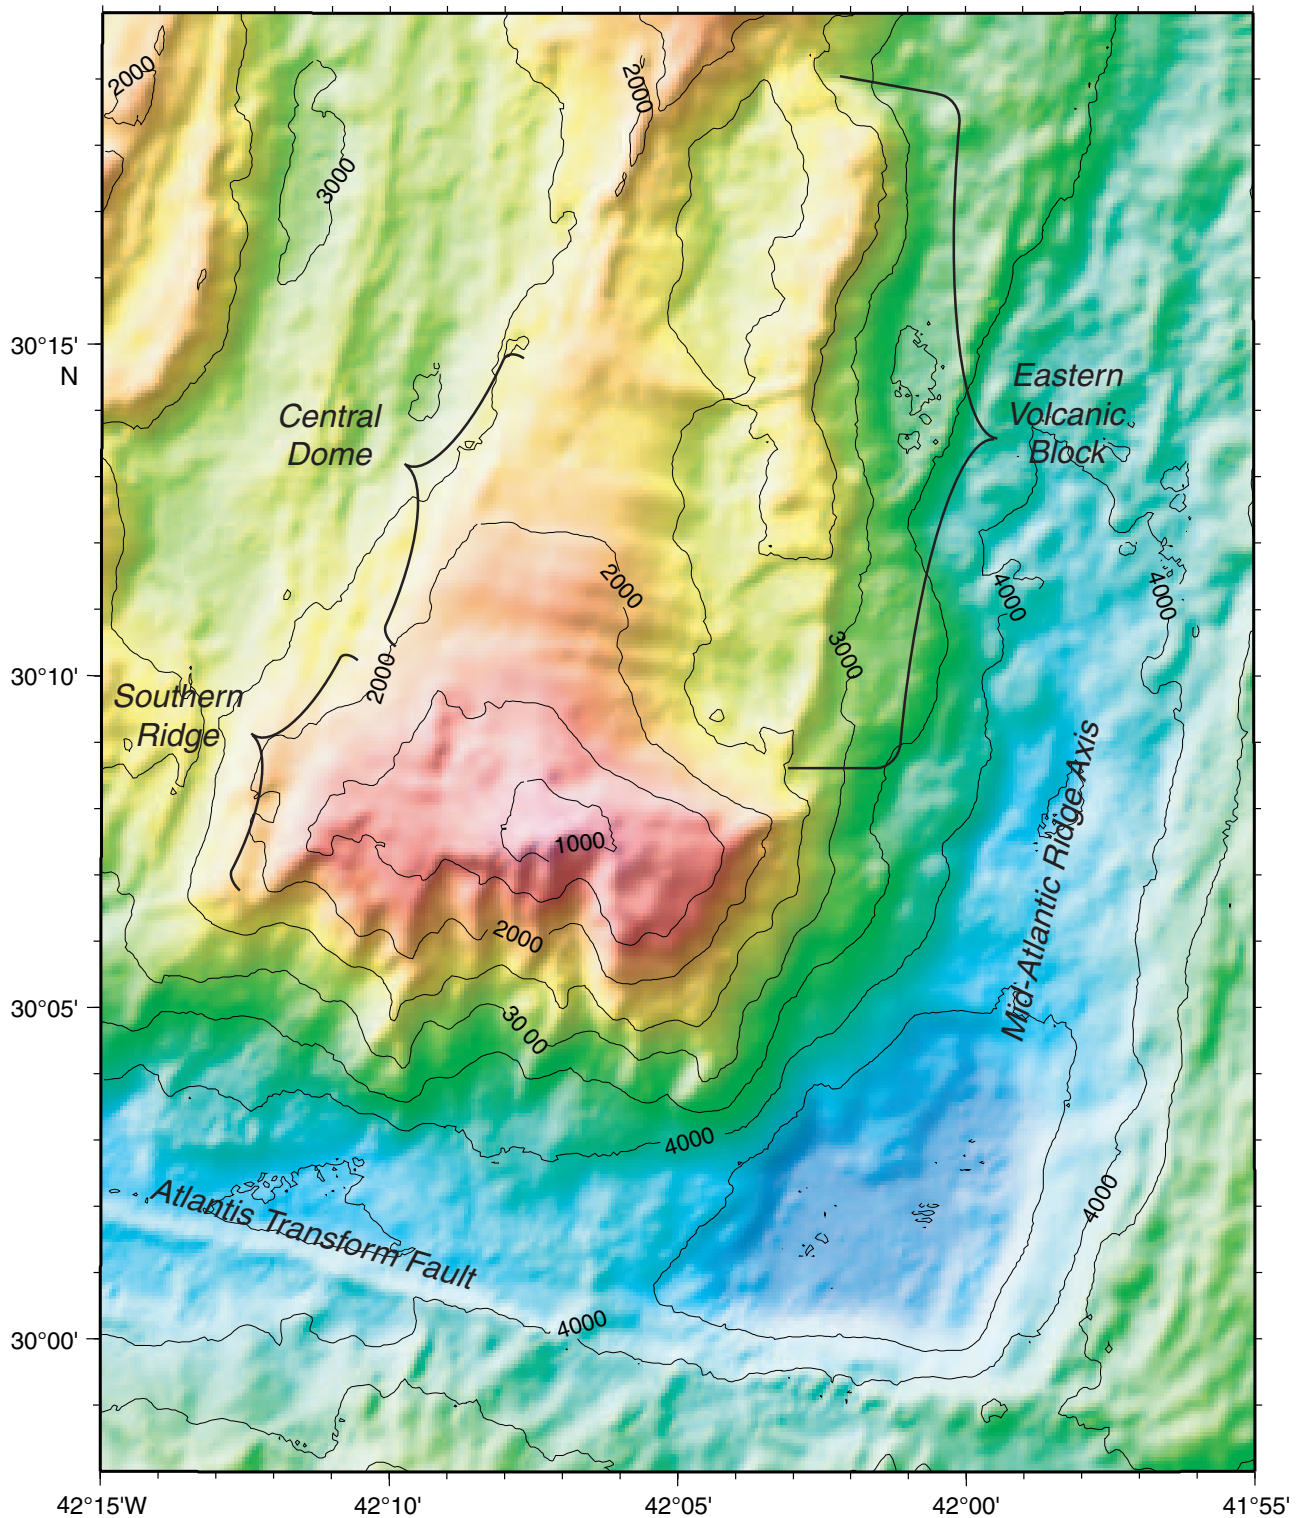 2000
2000
3000
30°15'
N
Eastern
Volcanic
Block
Central
Dome
2000
4000
4000
3000
2000
30°10'
Southern
Ridge
Mid-Atlantic Ridge Axis
1000
2000
30°05'
3000
4000
4000
Atlantis Transform Fault
4000
30°00'
42°15'W
42°10'
42°05'
42°00'
41°55'